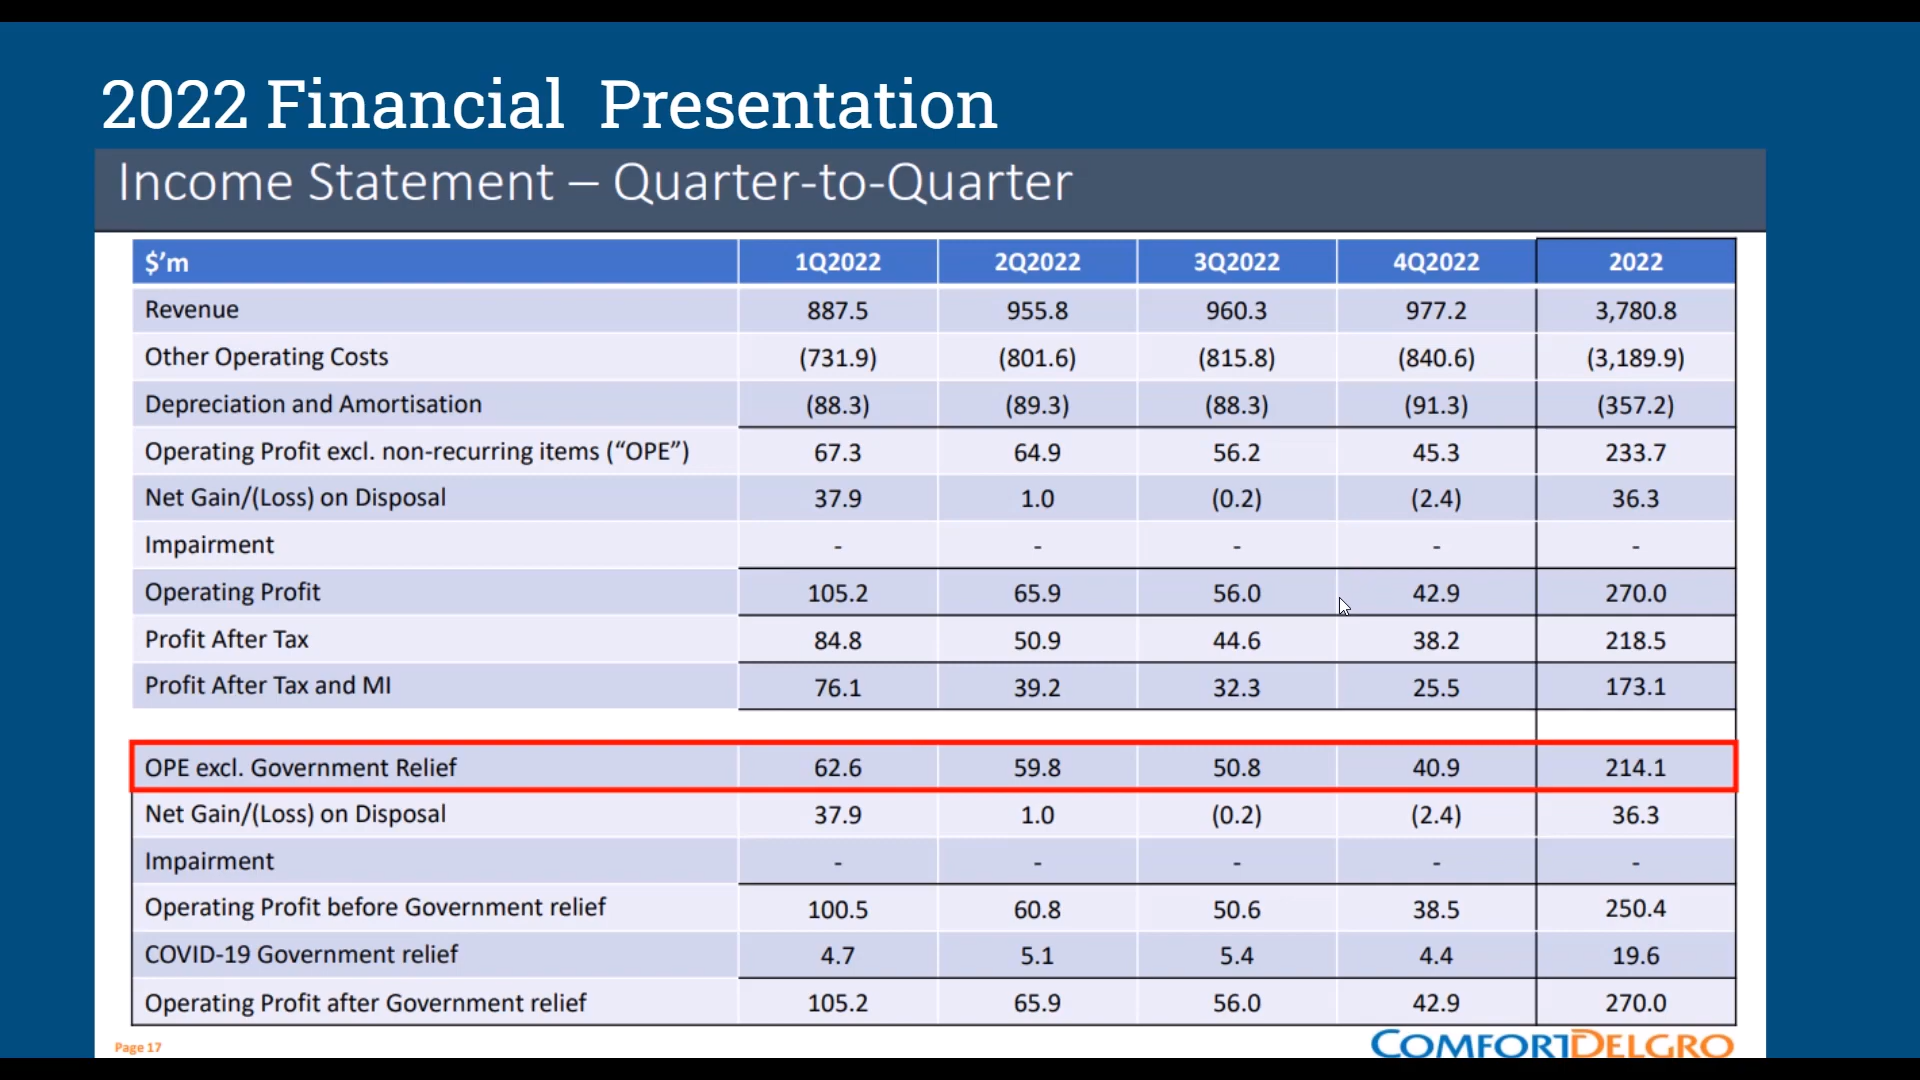 2022 Financial Presentation
Income Statement – Quarter-to-Quarter
$’m 1Q2022 2Q2022 3Q2022 4Q2022 2022
Revenue 887.5 955.8 960.3 977.2 3,780.8
Other Operating Costs (731.9) (801.6) (815.8) (840.6) (3,189.9)
Depreciation and Amortisation (88.3) (89.3) (88.3) (91.3) (357.2)
Operating Profit excl. non-recurring items (“OPE”) 67.3 64.9 56.2 45.3 233.7
Net Gain/(Loss) on Disposal 37.9 1.0 (0.2) (2.4) 36.3
Impairment - - - - -
Operating Profit 105.2 65.9 56.0 42.9 270.0
Profit After Tax 84.8 50.9 44.6 38.2 218.5
Profit After Tax and MI 76.1 39.2 32.3 25.5 173.1
OPE excl. Government Relief 62.6 59.8 50.8 40.9 214.1
Net Gain/(Loss) on Disposal 37.9 1.0 (0.2) (2.4) 36.3
Impairment - - - - -
Operating Profit before Government relief 100.5 60.8 50.6 38.5 250.4
COVID-19 Government relief 4.7 5.1 5.4 4.4 19.6
Operating Profit after Government relief 105.2 65.9 56.0 42.9 270.0
Page 17
COMFORTDELGRO